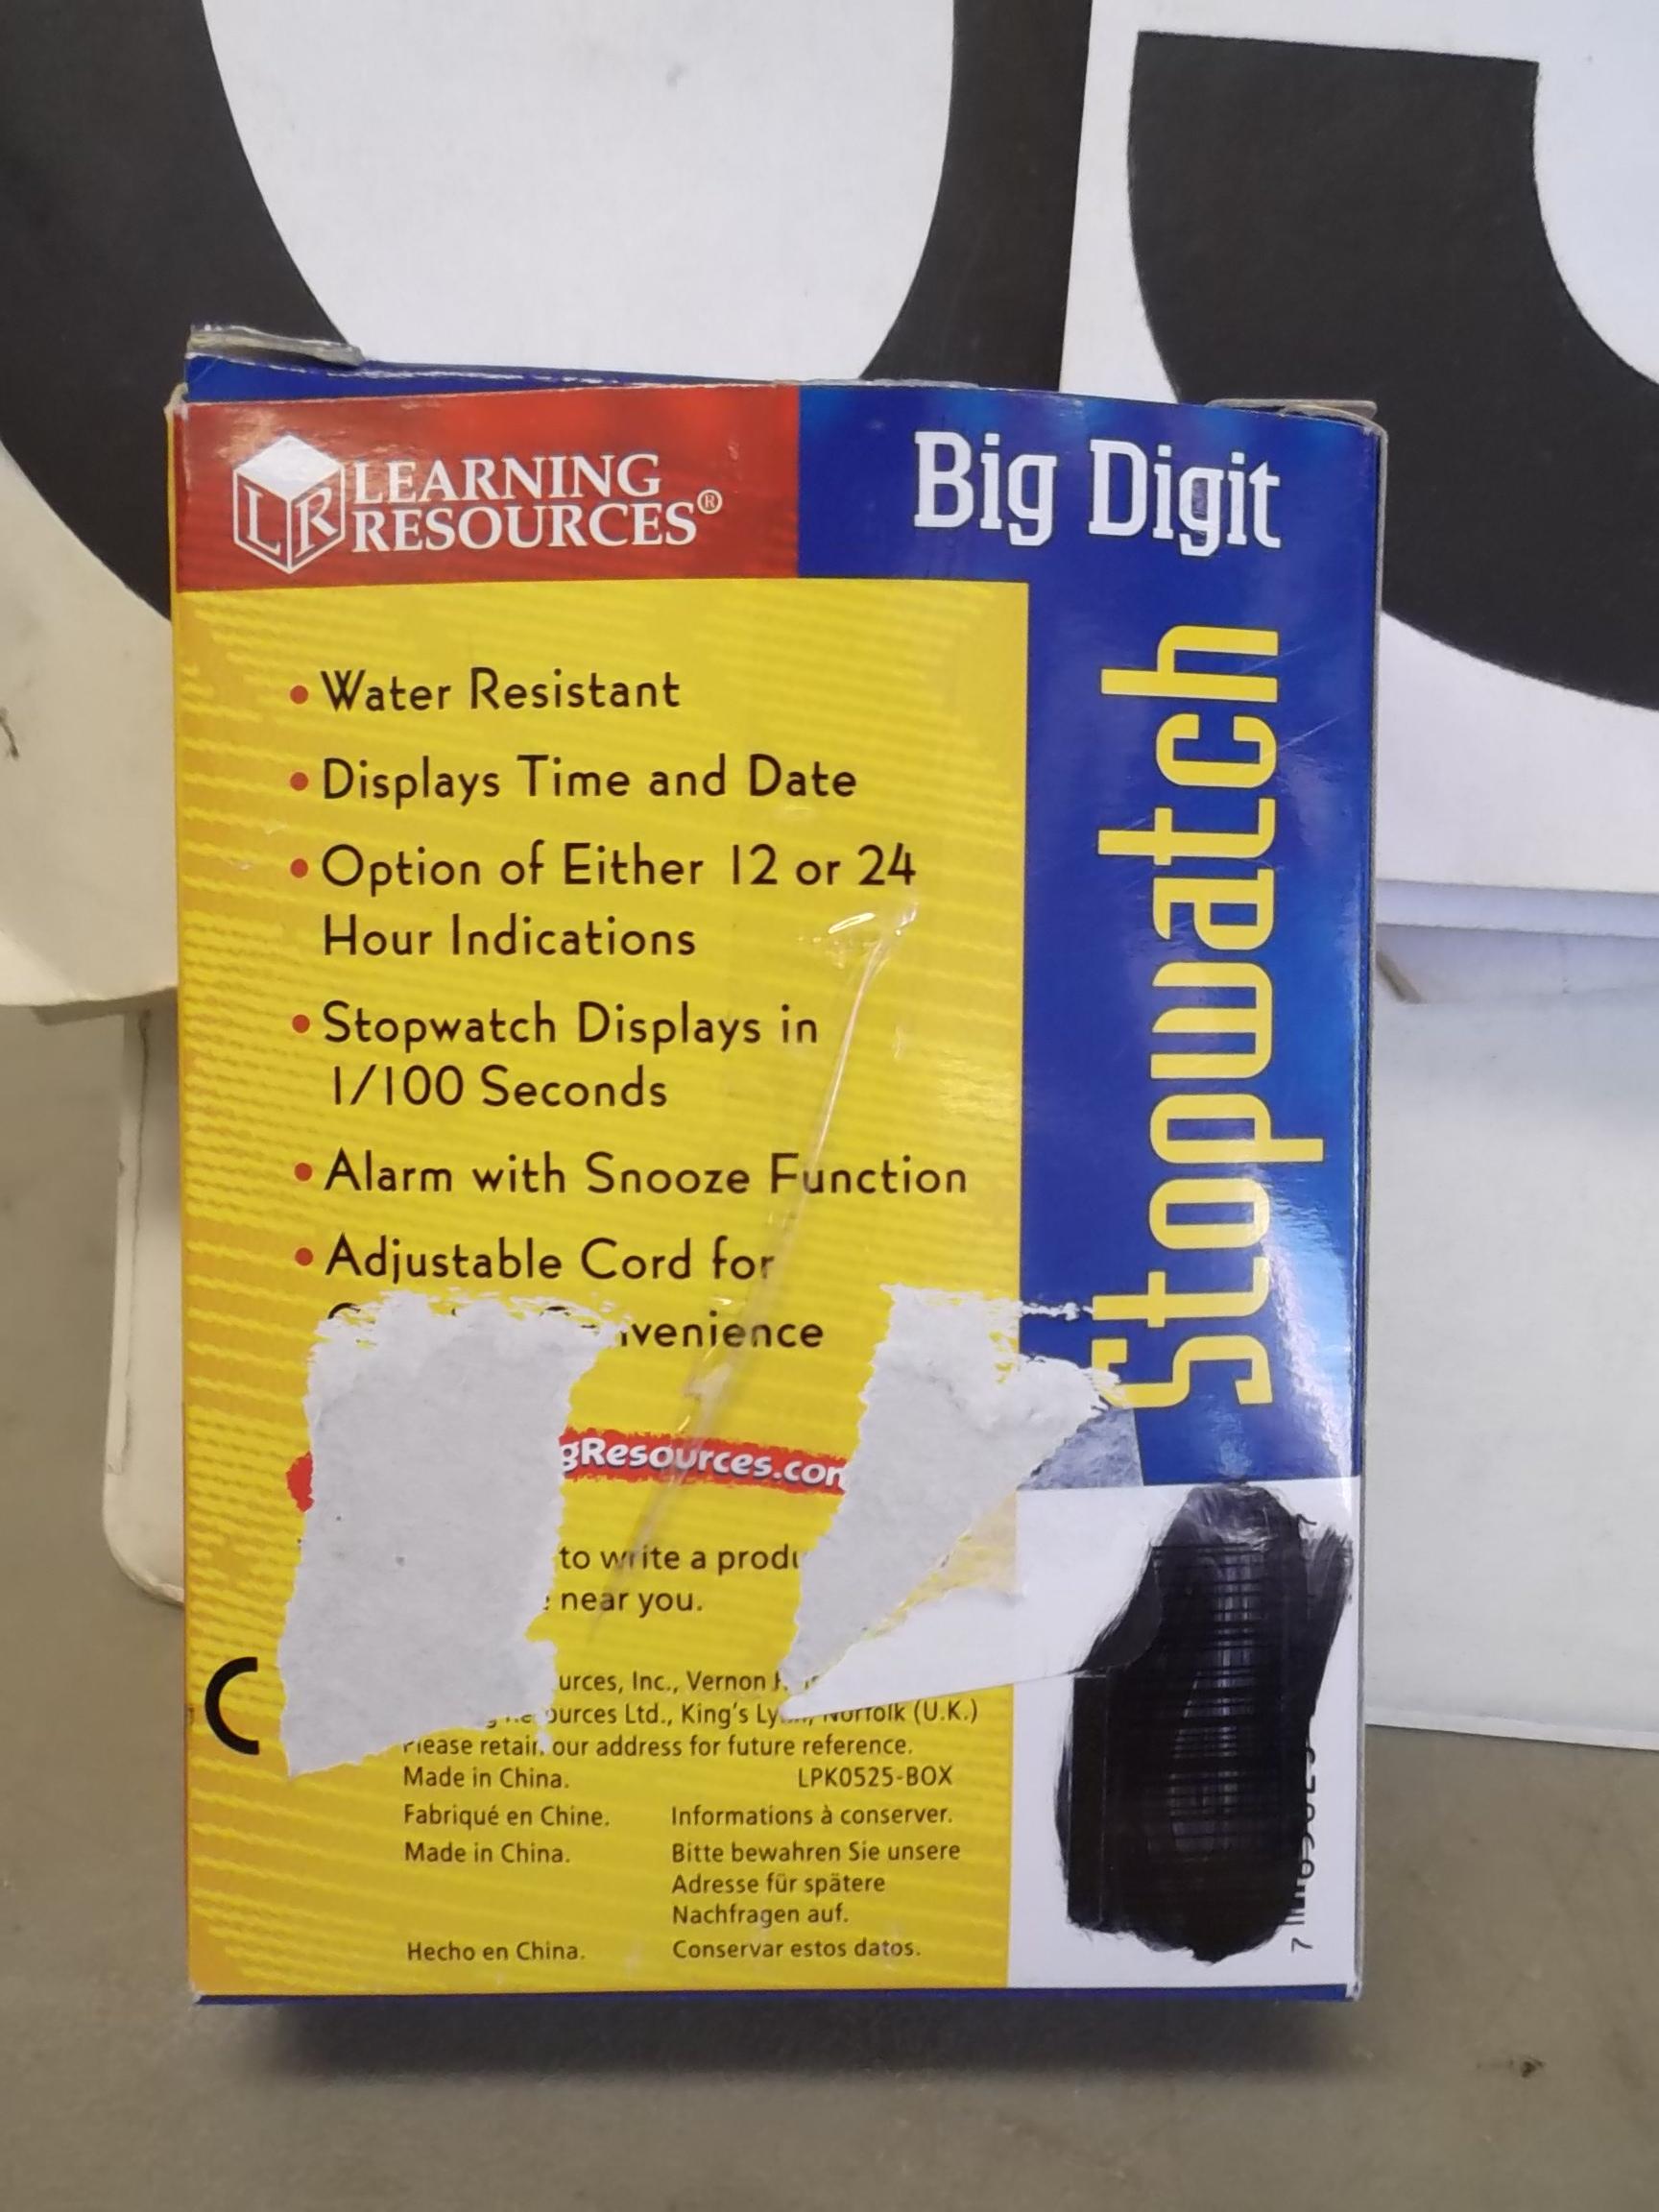 LR LEARNING
RESOURCES®
Big Digit
Stopwatch
• Water Resistant
• Displays Time and Date
• Option of Either 12 or 24
Hour Indications
• Stopwatch Displays in
1/100 Seconds
• Alarm with Snooze Function
• Adjustable Cord for
gResources.com
to write a produ
near you.
urces, Inc., Vernon
ources Ltd., King's Norfolk (U.K.)
Please retain our address for future reference.
Made in China. LPK0525-BOX
Fabriqué en Chine. Informations à conserver.
Made in China. Bitte bewahren Sie unsere
Adresse für spätere
Nachfragen auf.
Hecho en China. Conservar estos datos.
7